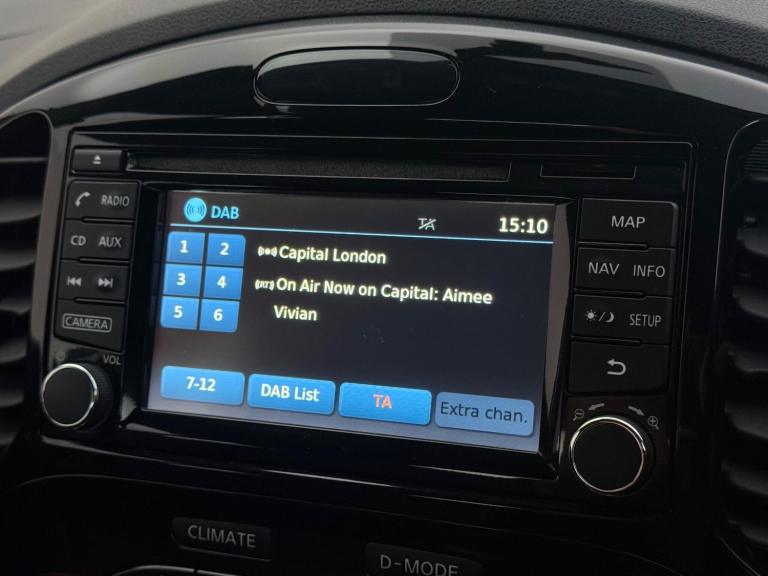 DAB
TA
15:10
1 2
3 4
5 6
Capital London
On Air Now on Capital: Aimee
Vivian
7-12
DAB List
TA
Extra chan.
RADIO
CD AUX
CAMERA
VOL
MAP
NAV INFO
SETUP
CLIMATE
D-MODE